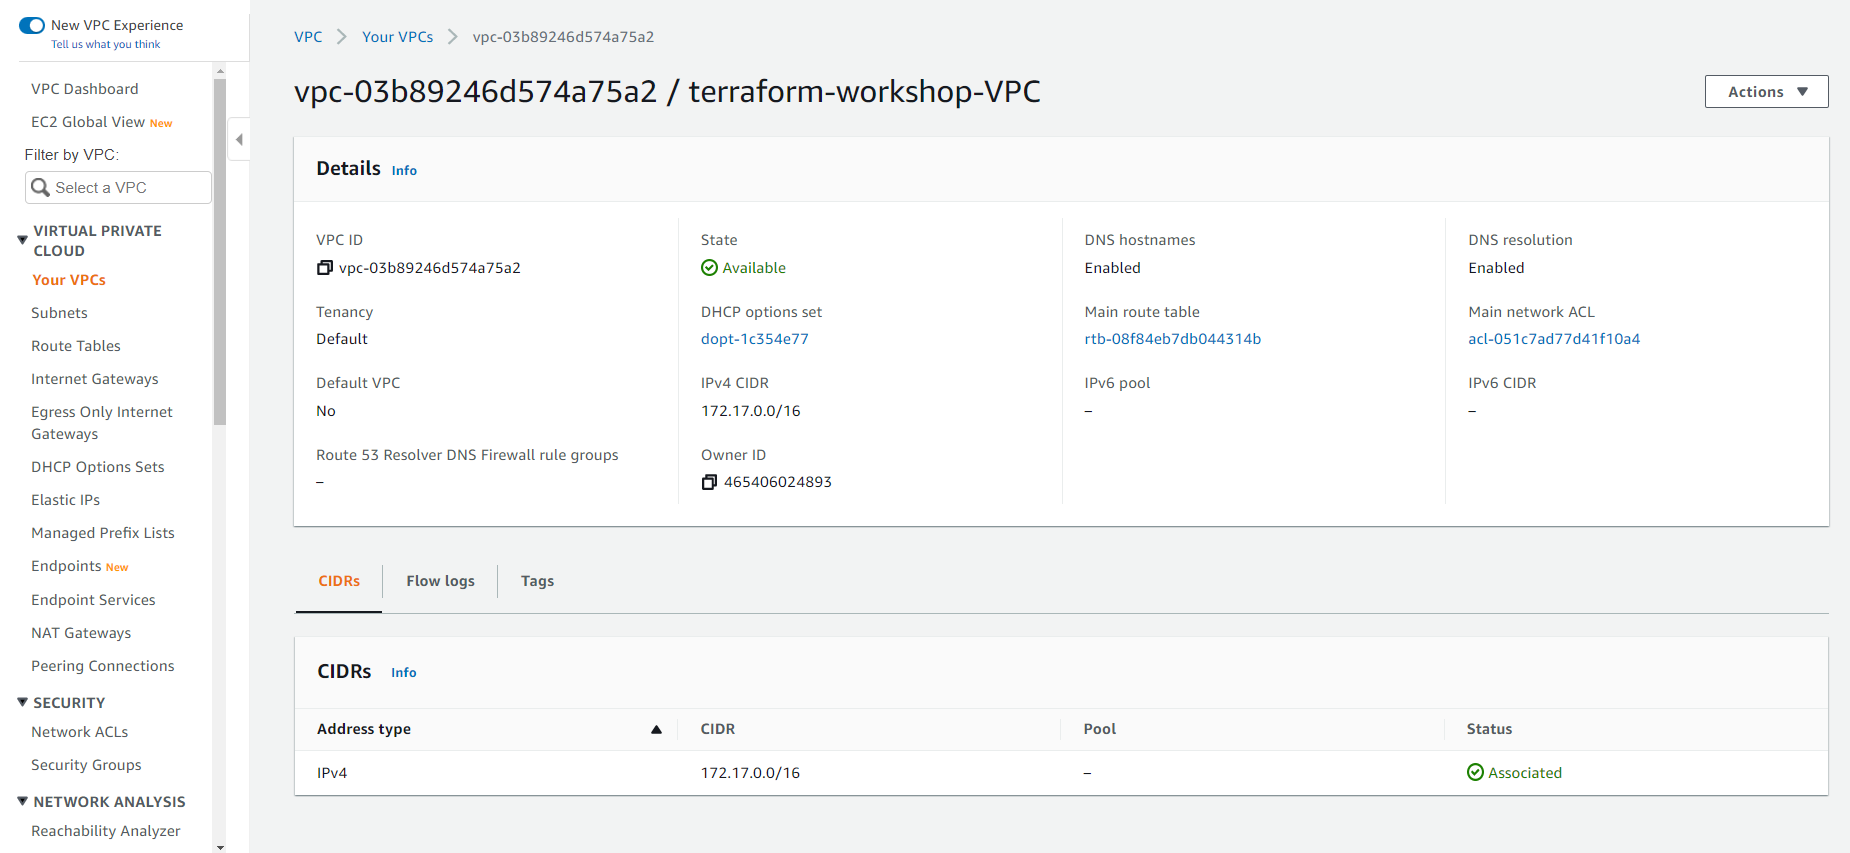 New VPC Experience
Tell us what you think
VPC Dashboard
EC2 Global View New
Filter by VPC:
Select a VPC
VIRTUAL PRIVATE
CLOUD
Your VPCs
Subnets
Route Tables
Internet Gateways
Egress Only Internet
Gateways
DHCP Options Sets
Elastic IPs
Managed Prefix Lists
Endpoints New
Endpoint Services
NAT Gateways
Peering Connections
SECURITY
Network ACLs
Security Groups
NETWORK ANALYSIS
Reachability Analyzer
VPC Your VPCs vpc-03b89246d574a75a2
vpc-03b89246d574a75a2 / terraform-workshop-VPC
Actions
Details Info
VPC ID
vpc-03b89246d574a75a2
State
Available
DNS hostnames
Enabled
DNS resolution
Enabled
Tenancy
Default
DHCP options set
dopt-1c354e77
Main route table
rtb-08f84eb7db044314b
Main network ACL
acl-051c7ad77d41f10a4
Default VPC
No
IPv4 CIDR
172.17.0.0/16
IPv6 pool
–
IPv6 CIDR
–
Route 53 Resolver DNS Firewall rule groups
–
Owner ID
465406024893
CIDRs Flow logs Tags
CIDRs Info
Address type CIDR Pool Status
IPv4 172.17.0.0/16 – Associated